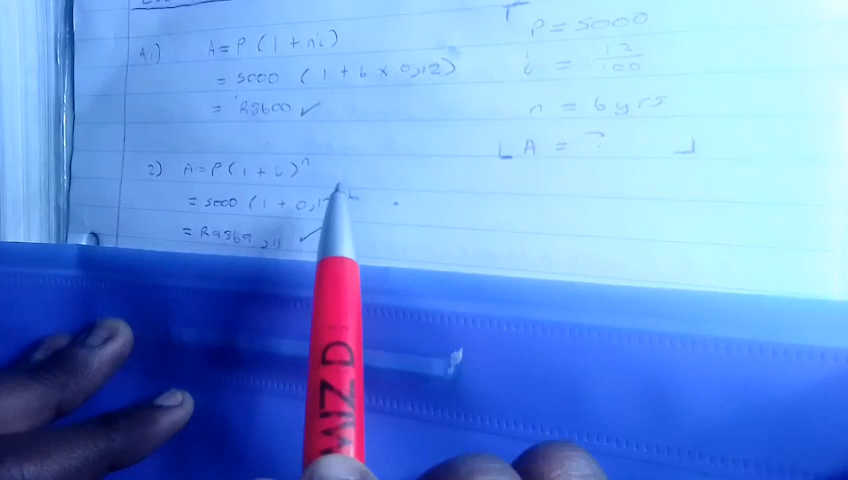 A1) A = P (1 + ni)
= 5000 (1 + 6 x 0,12)
= R8600 ✓
2) A = P (1 + i)ⁿ
= 5000 (1 + 0,1
= R9869,11 ✓
P = 5000
i = 12/100
n = 6 yrs
A = ?
MIZ D